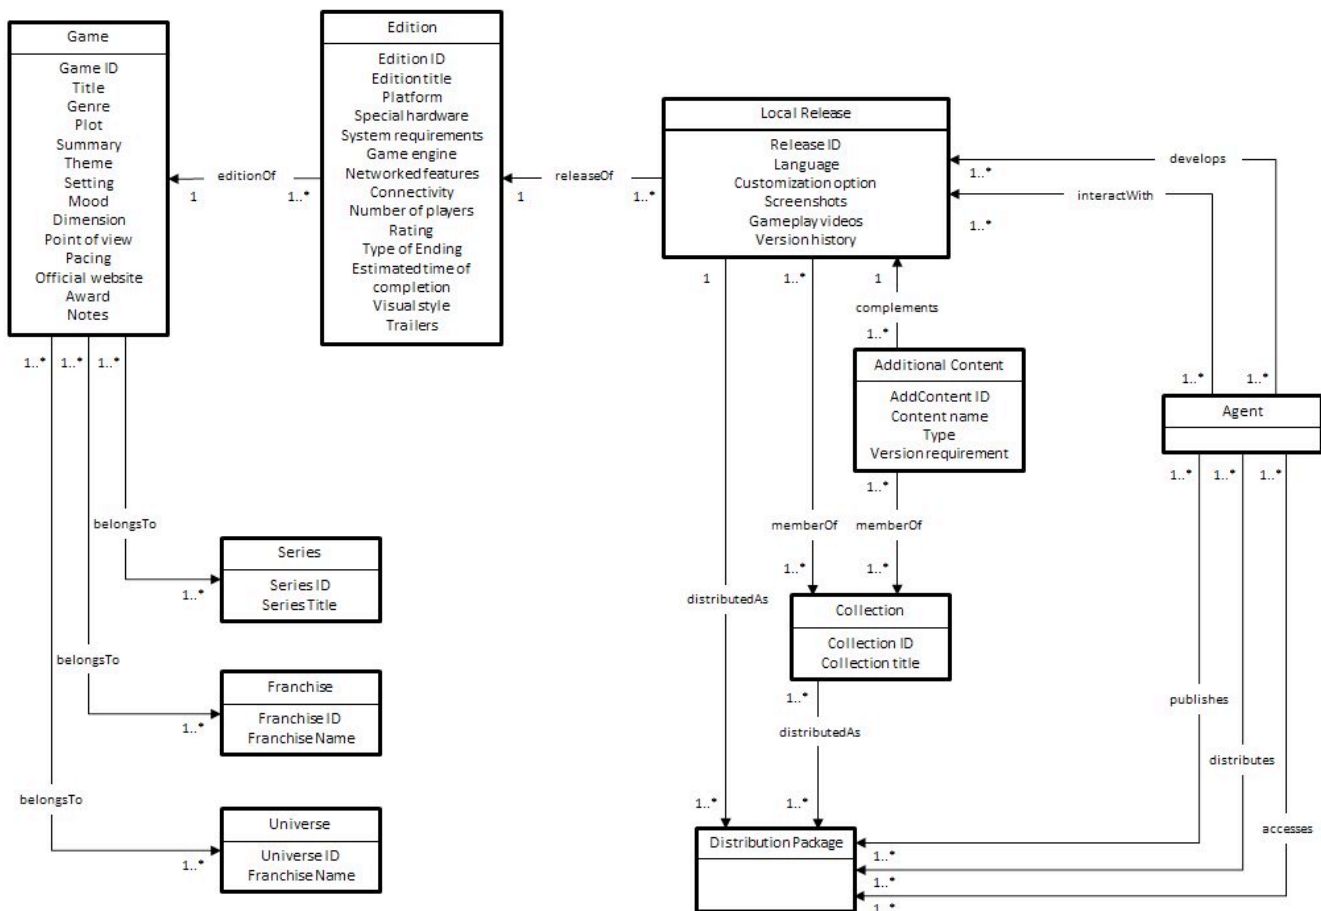 Game
Game ID
Title
Genre
Plot
Summary
Theme
Setting
Mood
Dimension
Point of view
Pacing
Official website
Award
Notes
editionOf
1
1..*
Edition
Edition ID
Edition title
Platform
Special hardware
System requirements
Game engine
Networked features
Connectivity
Number of players
Rating
Type of Ending
Estimated time of
completion
Visual style
Trailers
releaseOf
1
1..*
Local Release
Release ID
Language
Customization option
Screenshots
Gameplay videos
Version history
develops
1..*
interactWith
1..*
1
1..*
1
complements
1..*
Additional Content
AddContent ID
Content name
Type
Version requirement
1..*
1..*
1..*
Agent
1..*
1..*
1..*
1..*
1..*
1..*
belongsTo
Series
Series ID
Series Title
1..*
belongsTo
Franchise
Franchise ID
Franchise Name
1..*
belongsTo
Universe
Universe ID
Franchise Name
1..*
memberOf
memberOf
1..*
1..*
distributedAs
Collection
Collection ID
Collection title
1..*
distributedAs
1..*
1..*
publishes
distributes
accesses
Distribution Package
1..*
1..*
1..*